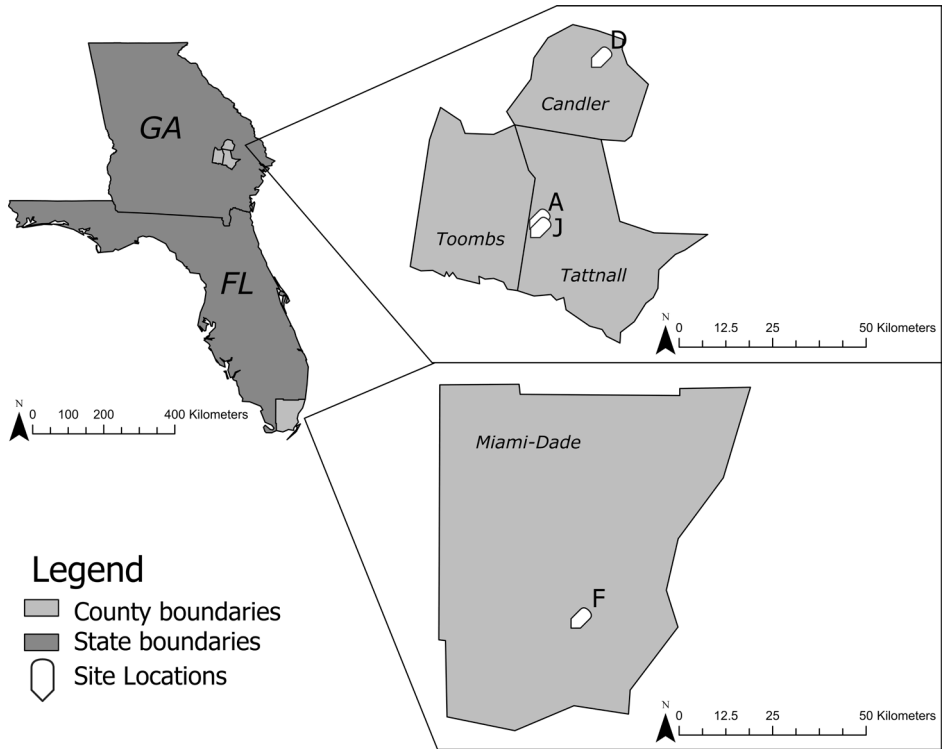 GA
FL
N
0 100 200 400 Kilometers
D
Candler
A
J
Toombs
Tattnall
N
0 12.5 25 50 Kilometers
Miami-Dade
F
N
0 12.5 25 50 Kilometers
Legend
County boundaries
State boundaries
Site Locations